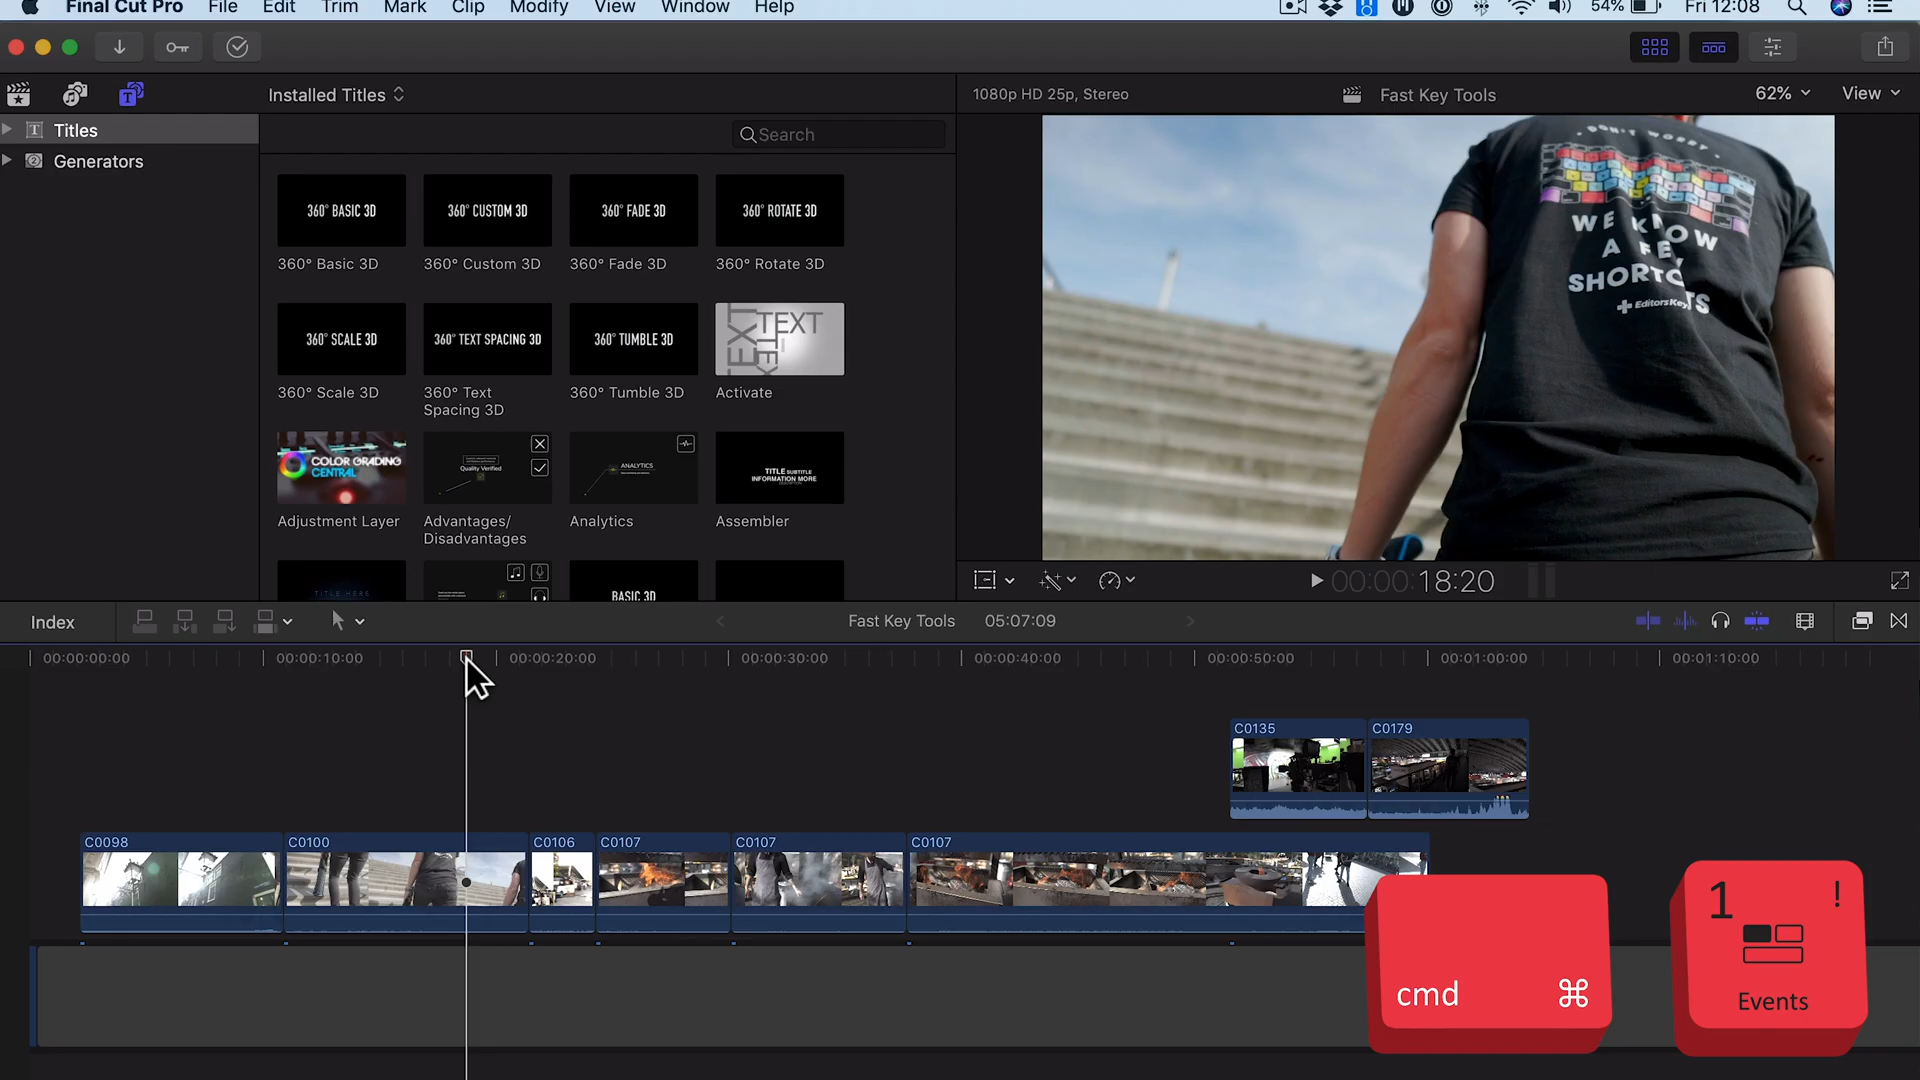 Final Cut Pro File Edit Trim Mark Clip Modify View Window Help 54% Fri 12:08
Installed Titles
1080p HD 25p, Stereo
Fast Key Tools
62% View
Titles
Generators
Search
360° BASIC 3D
360° CUSTOM 3D
360° FADE 3D
360° ROTATE 3D
360° Basic 3D
360° Custom 3D
360° Fade 3D
360° Rotate 3D
360° SCALE 3D
360° TEXT SPACING 3D
360° TUMBLE 3D
TEXT
TEXT
360° Scale 3D
360° Text
Spacing 3D
360° Tumble 3D
Activate
COLOR GRADING
CENTRAL
Quality Verified
ANALYTICS
TITLE SUBTITLE
INFORMATION MORE
DESCRIPTION
Adjustment Layer
Advantages/
Disadvantages
Analytics
Assembler
TITLE HERE
BASIC 3D
DON'T WORRY
WE KNOW
A FEW
SHORTCUTS
EditorsKeys
00:00:18:20
Index
Fast Key Tools 05:07:09
00:00:00:00 00:00:10:00 00:00:20:00 00:00:30:00 00:00:40:00 00:00:50:00 00:01:00:00 00:01:10:00
C0135
C0179
C0098
C0100
C0106
C0107
C0107
C0107
cmd ⌘
1 !
Events